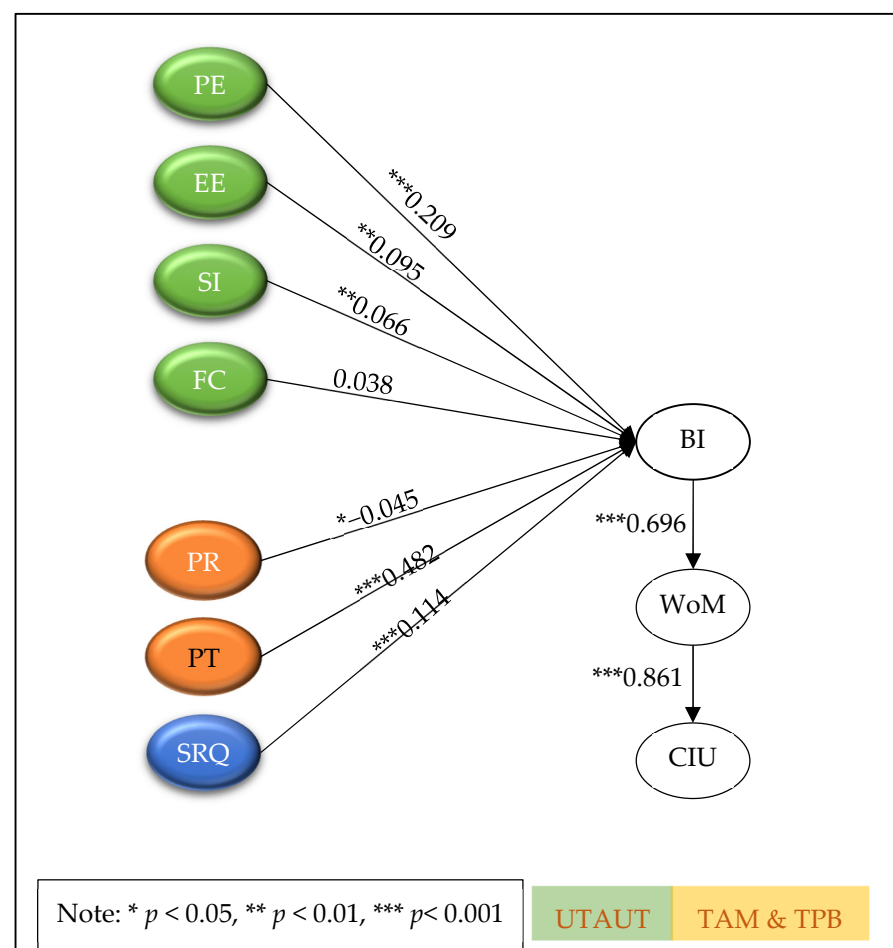 PE
***0.209
EE
**0.095
SI
**0.066
FC
0.038
BI
*−0.045
PR
***0.696
***0.482
WoM
***0.114
PT
***0.861
SRQ
CIU
Note: * p < 0.05, ** p < 0.01, *** p< 0.001
UTAUT
TAM & TPB